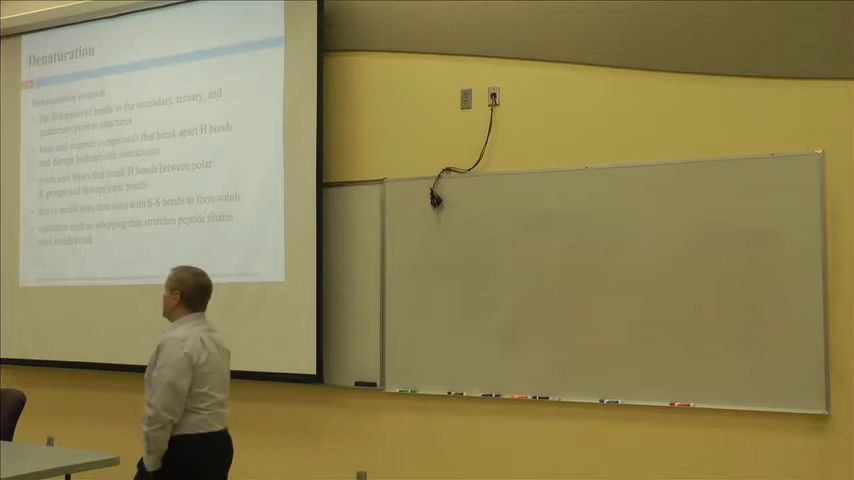 Denaturation
Denaturation involves
the disruption of bonds in the secondary, tertiary, and
quaternary protein structures
heat and organic compounds that break apart H bonds
and disrupt hydrophobic interactions
acids and bases that break H bonds between polar
R groups and disrupt ionic bonds
heavy metal ions that react with S-S bonds to form solids
agitation such as whipping that stretches peptide chains
until bonds break